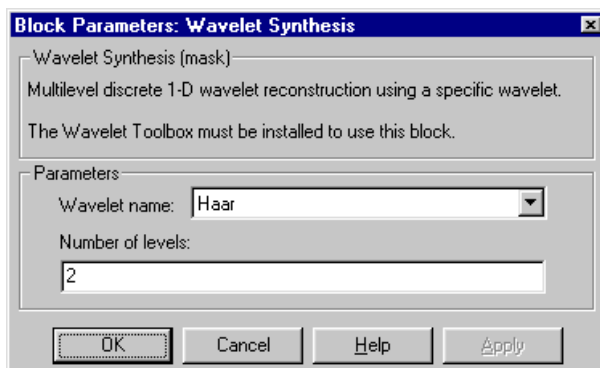 Block Parameters: Wavelet Synthesis
Wavelet Synthesis (mask)
Multilevel discrete 1-D wavelet reconstruction using a specific wavelet.
The Wavelet Toolbox must be installed to use this block.
Parameters
Wavelet name: Haar
Number of levels:
2
OK Cancel Help Apply